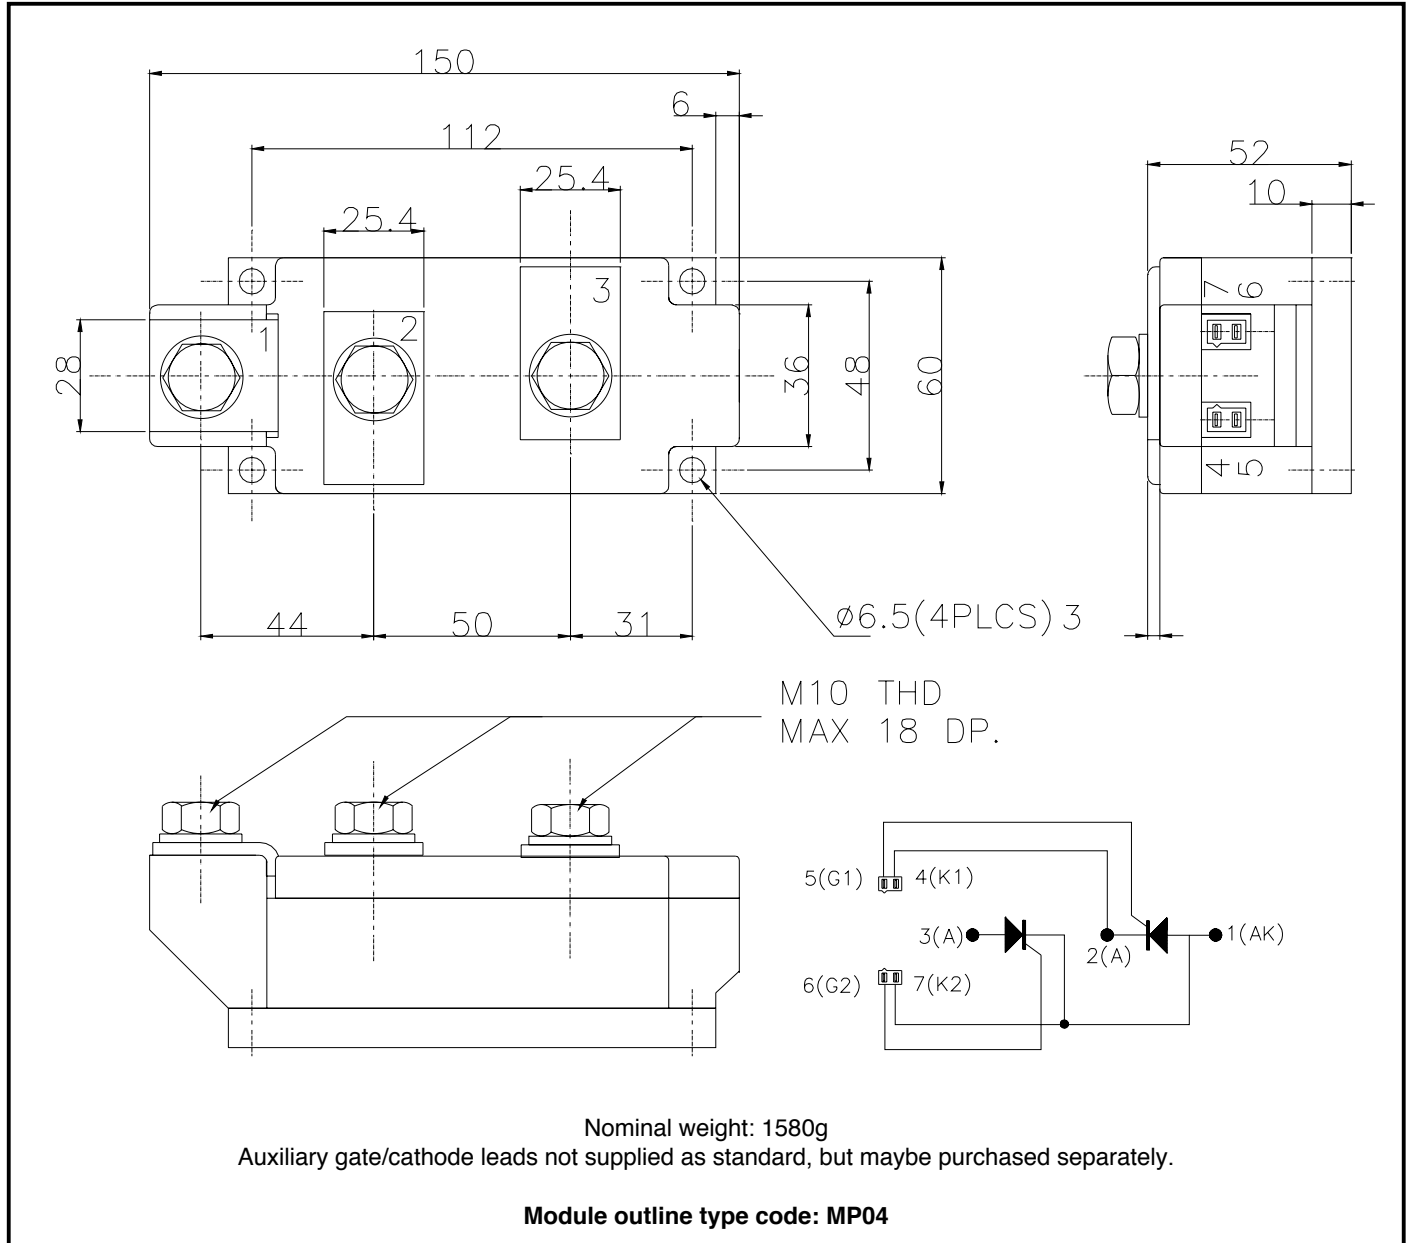 150
6
112
52
25.4
10
25.4
3
7 6
1
2
28
36
48
60
4 5
44
50
31
ø6.5(4PLCS) 3
M10 THD
MAX 18 DP.
5(G1) 4(K1)
3(A)
2(A)
1(AK)
6(G2) 7(K2)
Nominal weight: 1580g
Auxiliary gate/cathode leads not supplied as standard, but maybe purchased separately.
Module outline type code: MP04